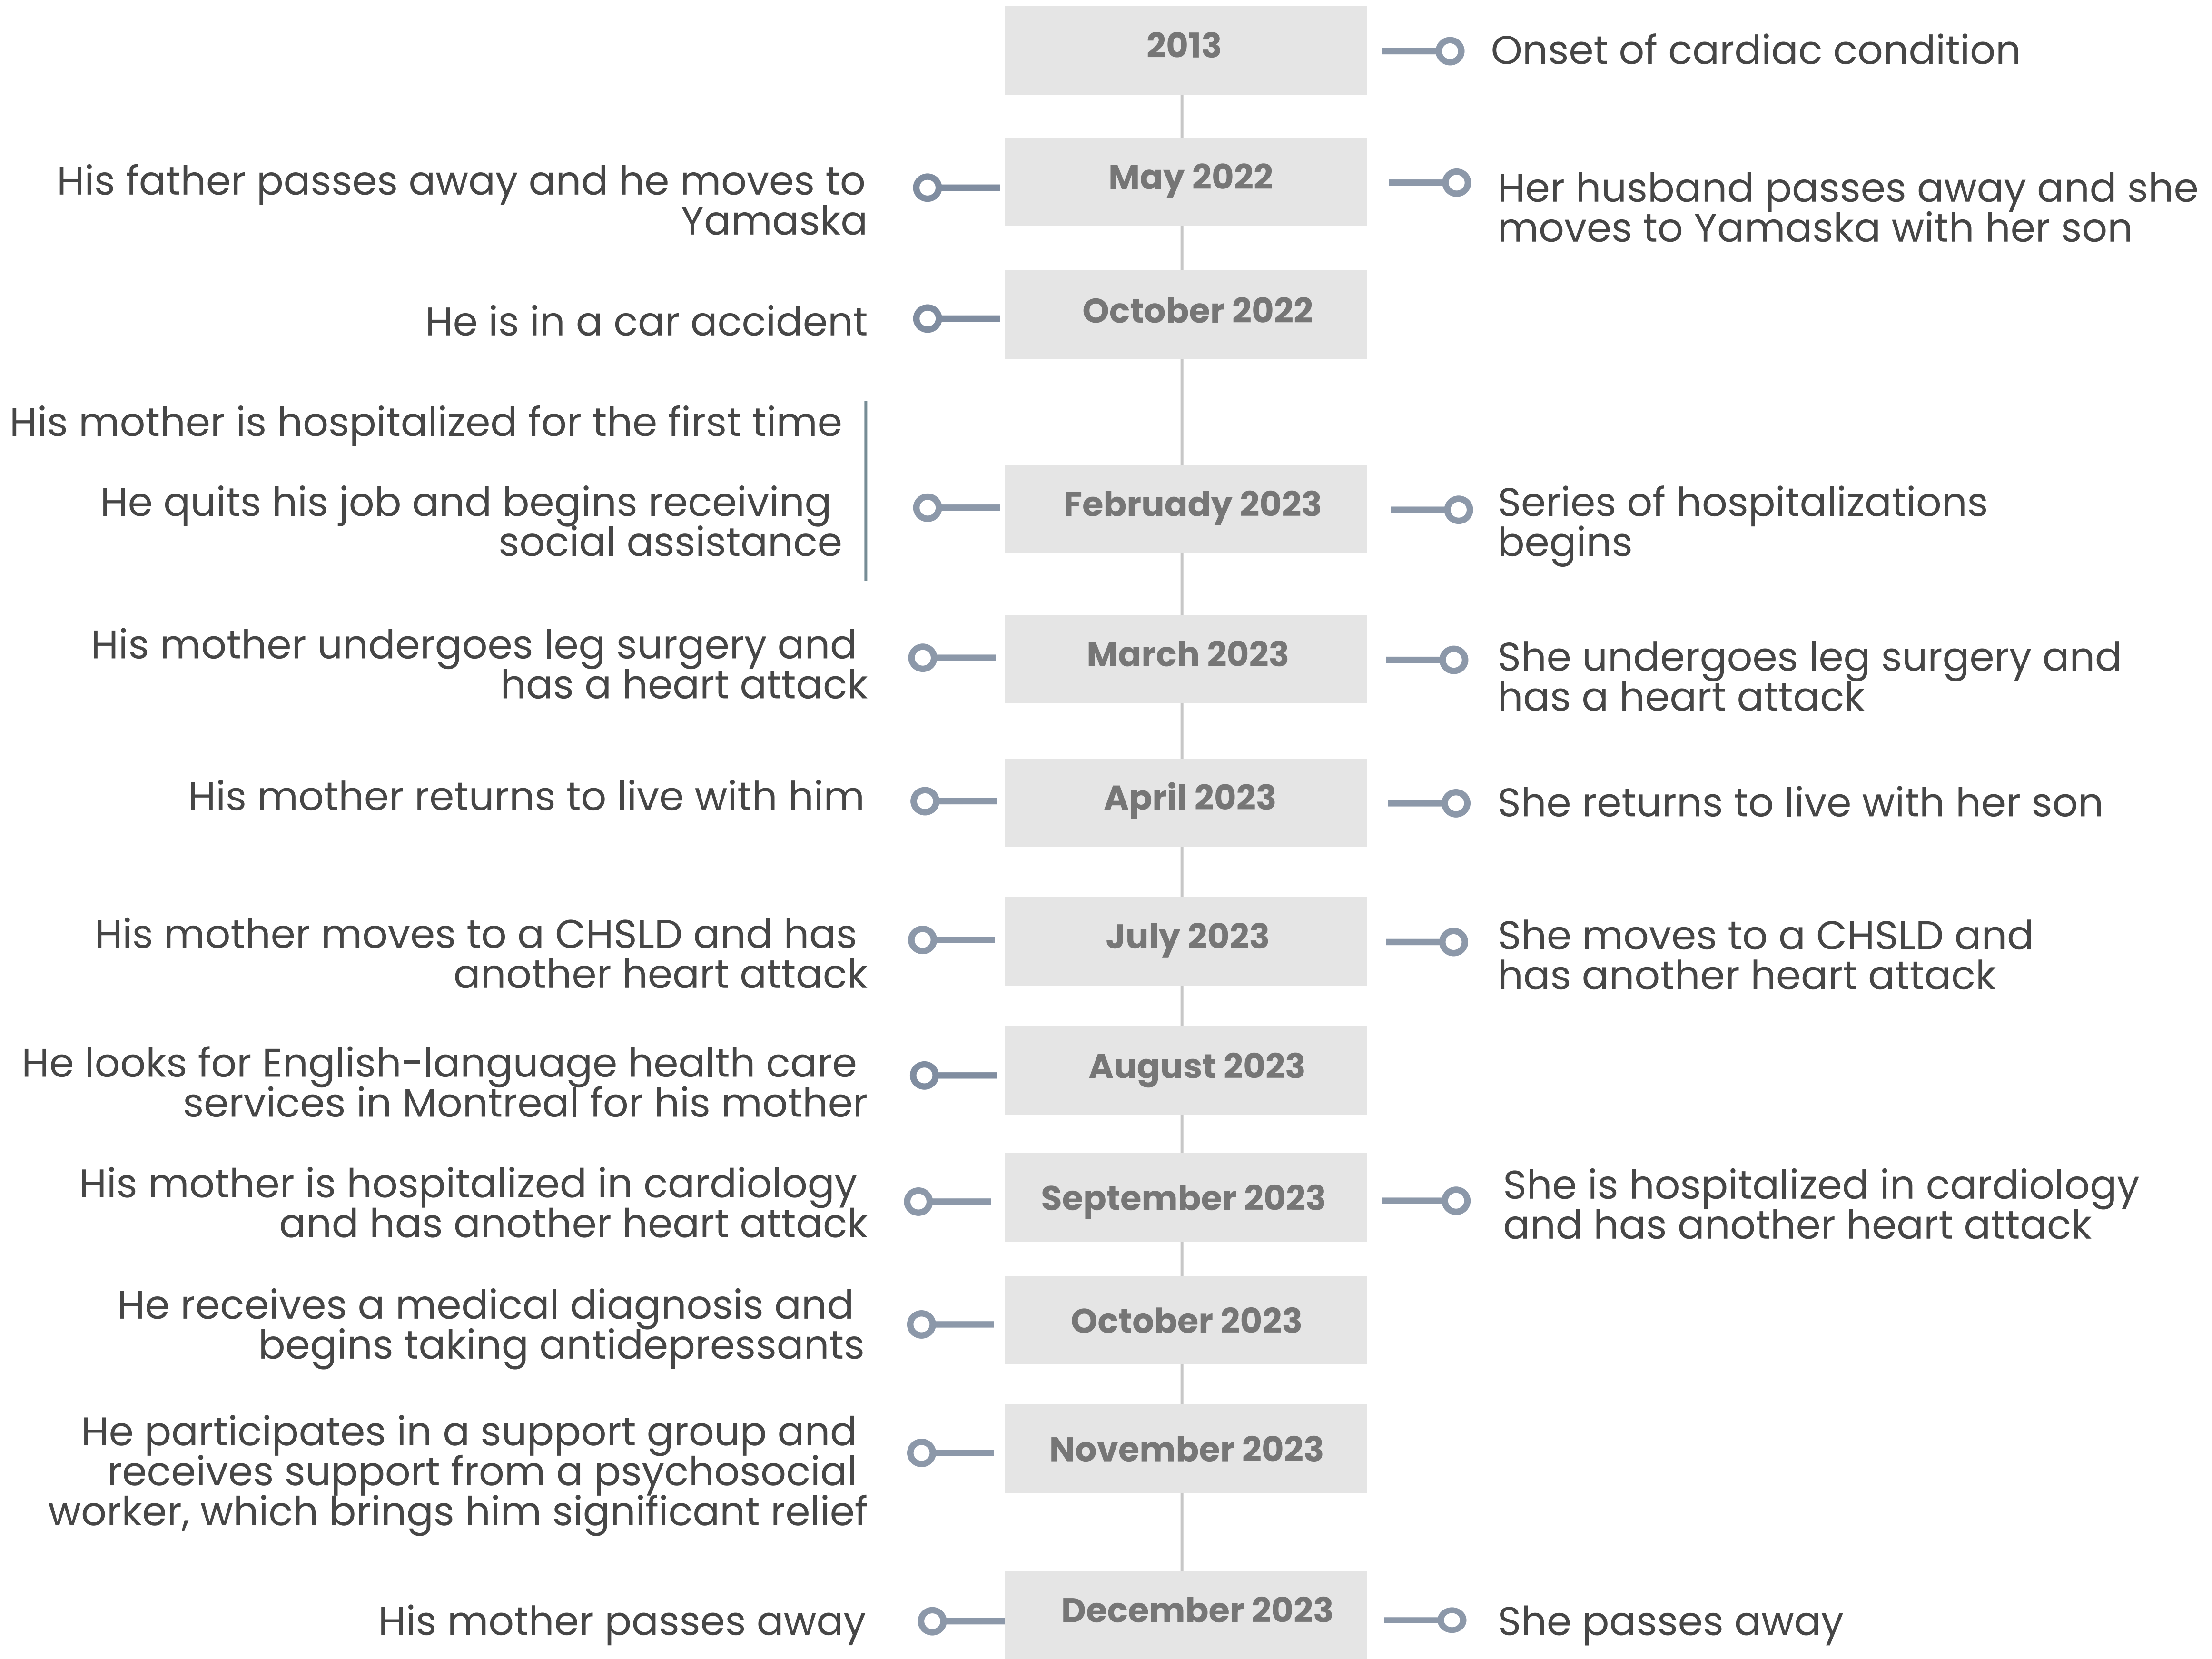 2013
Onset of cardiac condition
His father passes away and he moves to
Yamaska
May 2022
Her husband passes away and she
moves to Yamaska with her son
He is in a car accident
October 2022
His mother is hospitalized for the first time
He quits his job and begins receiving
social assistance
Februady 2023
Series of hospitalizations
begins
His mother undergoes leg surgery and
has a heart attack
March 2023
She undergoes leg surgery and
has a heart attack
His mother returns to live with him
April 2023
She returns to live with her son
His mother moves to a CHSLD and has
another heart attack
July 2023
She moves to a CHSLD and
has another heart attack
He looks for English-language health care
services in Montreal for his mother
August 2023
His mother is hospitalized in cardiology
and has another heart attack
September 2023
She is hospitalized in cardiology
and has another heart attack
He receives a medical diagnosis and
begins taking antidepressants
October 2023
He participates in a support group and
receives support from a psychosocial
worker, which brings him significant relief
November 2023
His mother passes away
December 2023
She passes away